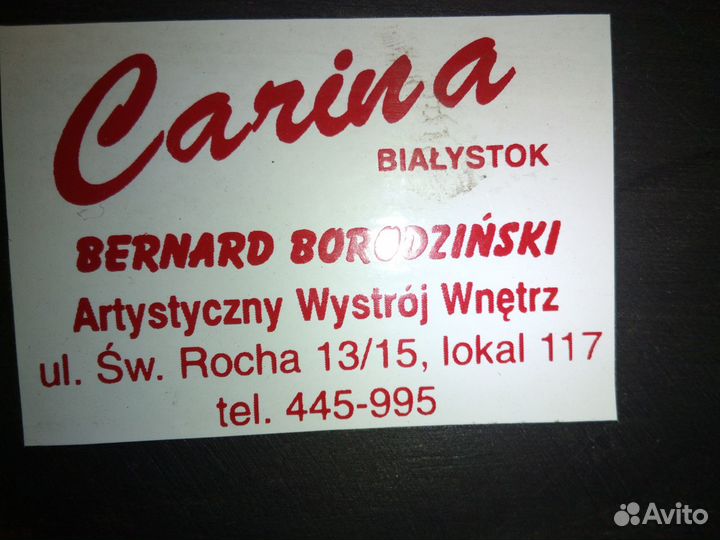 Carina
BIAŁYSTOK
BERNARD BORODZIŃSKI
Artystyczny Wystrój Wnętrz
ul. Św. Rocha 13/15, lokal 117
tel. 445-995
Avito